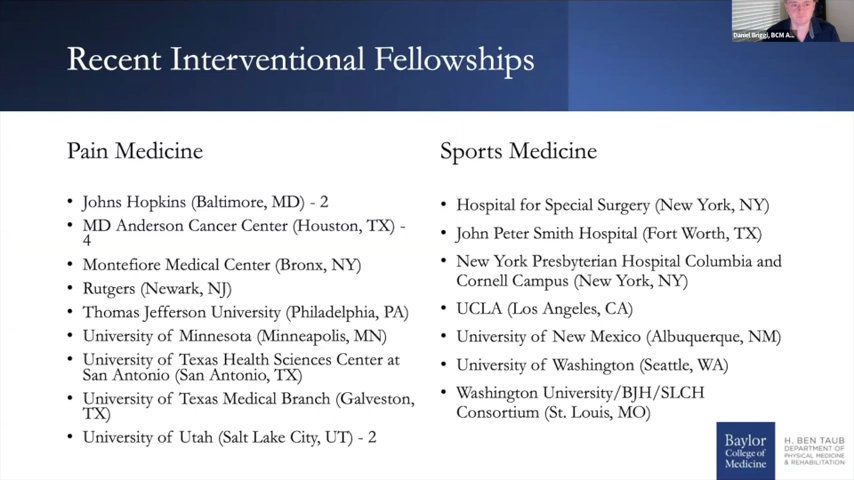 Recent Interventional Fellowships
Daniel Briggi, BCM A...
Pain Medicine
• Johns Hopkins (Baltimore, MD) - 2
• MD Anderson Cancer Center (Houston, TX) -
4
• Montefiore Medical Center (Bronx, NY)
• Rutgers (Newark, NJ)
• Thomas Jefferson University (Philadelphia, PA)
• University of Minnesota (Minneapolis, MN)
• University of Texas Health Sciences Center at
San Antonio (San Antonio, TX)
• University of Texas Medical Branch (Galveston,
TX)
• University of Utah (Salt Lake City, UT) - 2
Sports Medicine
• Hospital for Special Surgery (New York, NY)
• John Peter Smith Hospital (Fort Worth, TX)
• New York Presbyterian Hospital Columbia and
Cornell Campus (New York, NY)
• UCLA (Los Angeles, CA)
• University of New Mexico (Albuquerque, NM)
• University of Washington (Seattle, WA)
• Washington University/BJH/SLCH
Consortium (St. Louis, MO)
Baylor
College of
Medicine
H. BEN TAUB
DEPARTMENT OF
PHYSICAL MEDICINE
& REHABILITATION